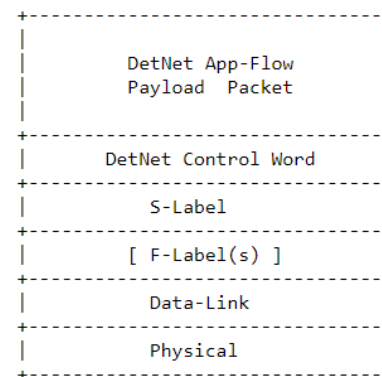 DetNet App-Flow
Payload Packet
DetNet Control Word
S-Label
[ F-Label(s) ]
Data-Link
Physical